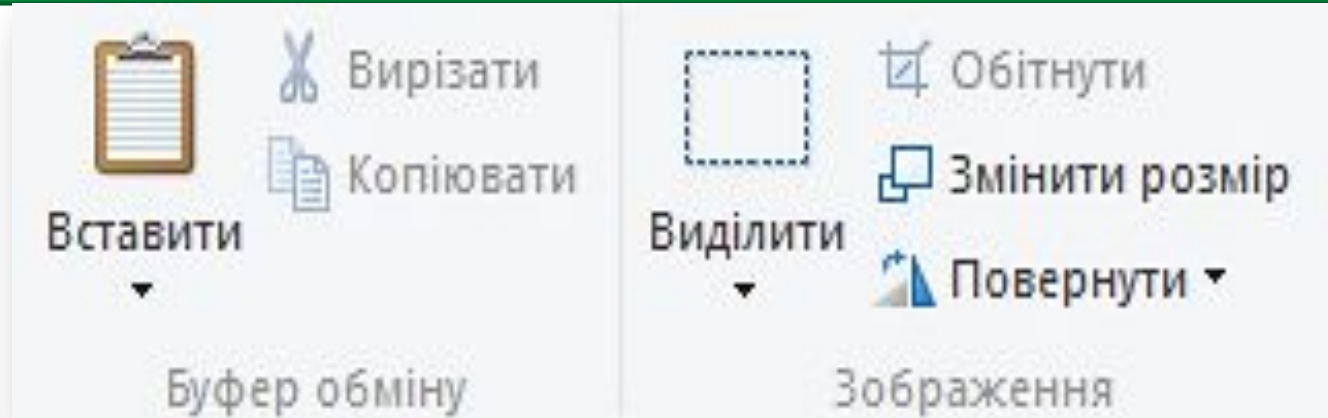 Вставити
Вирізати
Копіювати
Буфер обміну
Виділити
Обітнути
Змінити розмір
Повернути
Зображення